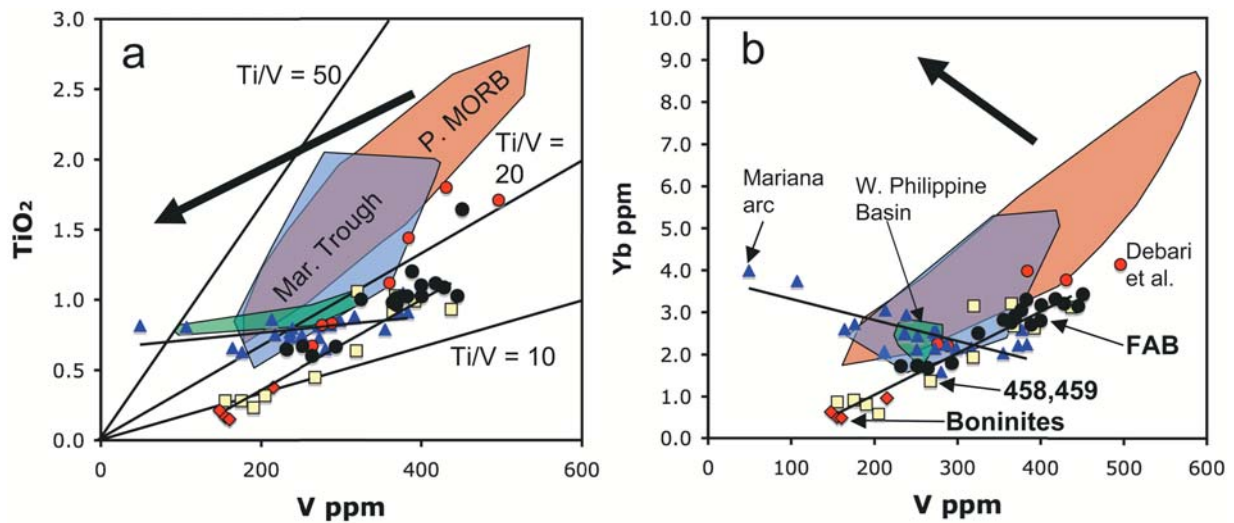 a
3.0
2.5
2.0
1.5
1.0
0.5
0.0
TiO₂
0
200
400
600
V ppm
Ti/V = 50
P. MORB
Ti/V =
20
Mar. Trough
Ti/V = 10
b
10.0
9.0
8.0
7.0
6.0
5.0
4.0
3.0
2.0
1.0
0.0
Yb ppm
0
100
200
300
400
500
600
V ppm
Mariana
arc
W. Philippine
Basin
Debari
et al.
FAB
458,459
Boninites